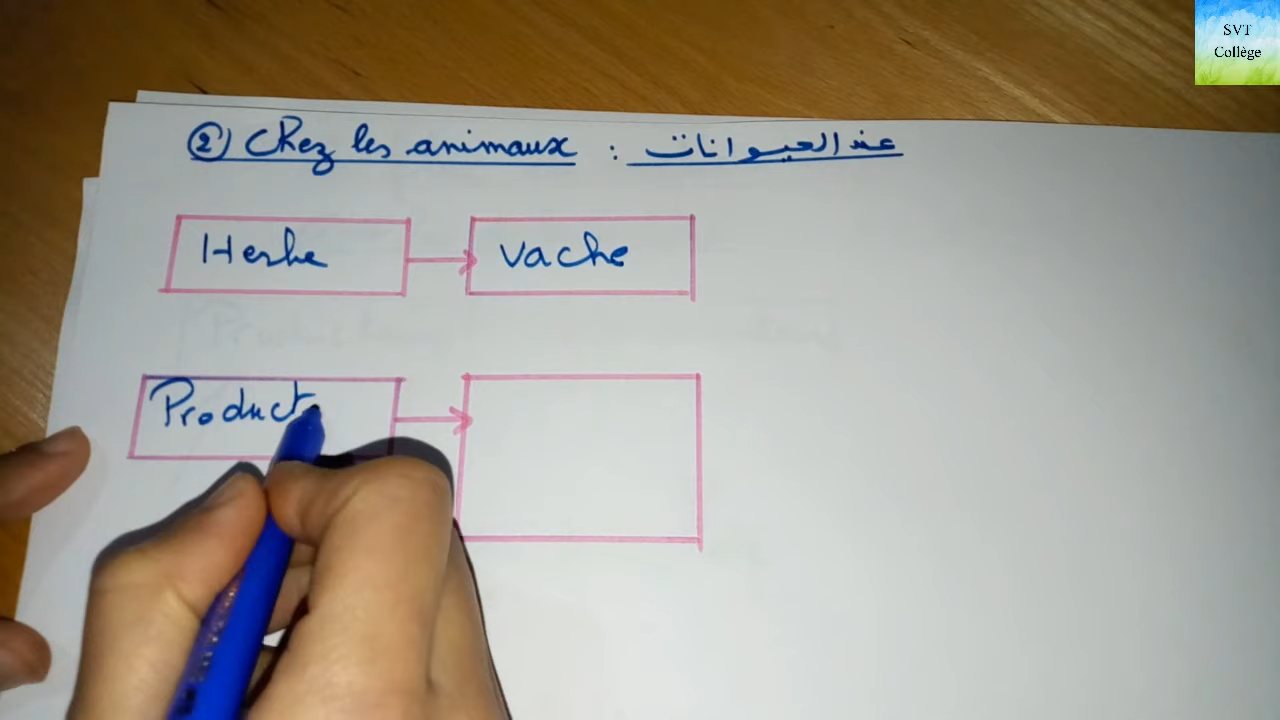 SVT
Collège
2) Chez les animaux : عند الحيوانات
Herbe
Vache
Product